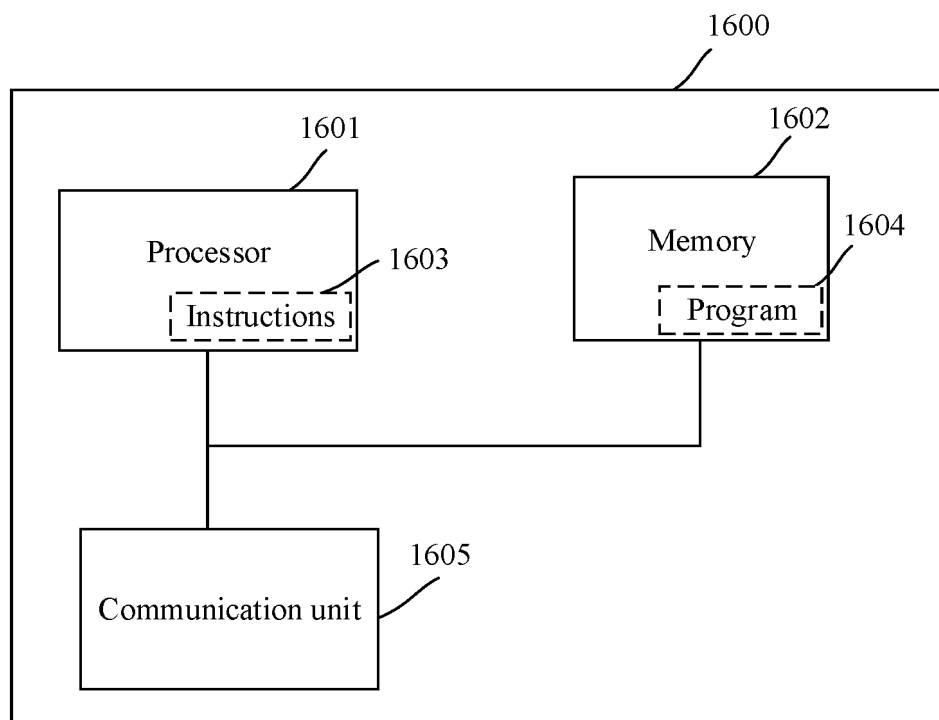 1600
1601
1602
Processor
Memory
1603
1604
Instructions
Program
1605
Communication unit